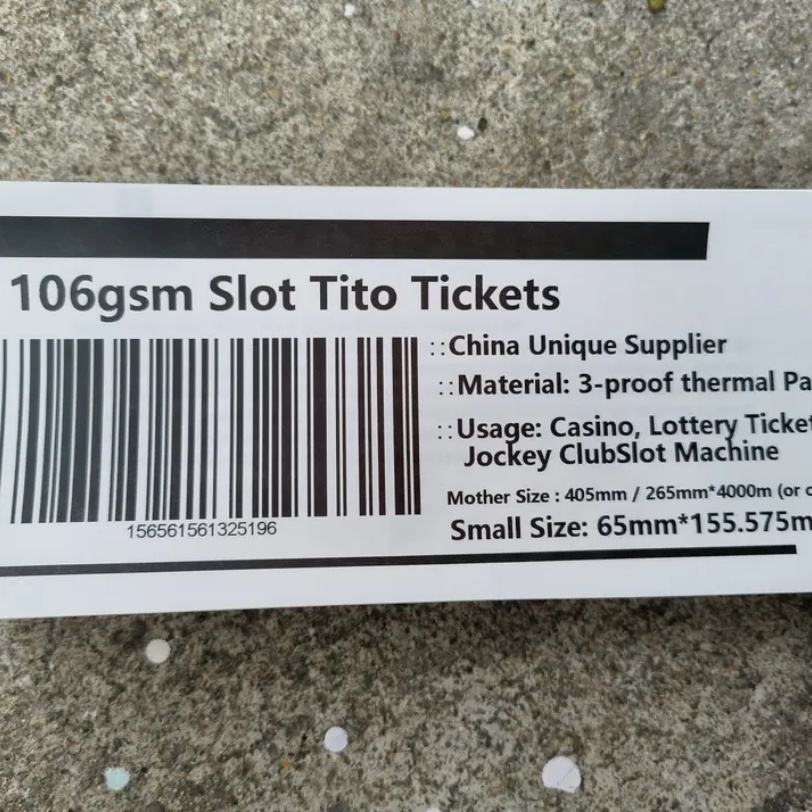 106gsm Slot Tito Tickets
::China Unique Supplier
::Material: 3-proof thermal Pa
::Usage: Casino, Lottery Ticket
Jockey ClubSlot Machine
Mother Size : 405mm / 265mm*4000m (or
Small Size: 65mm*155.575m
156561561325196